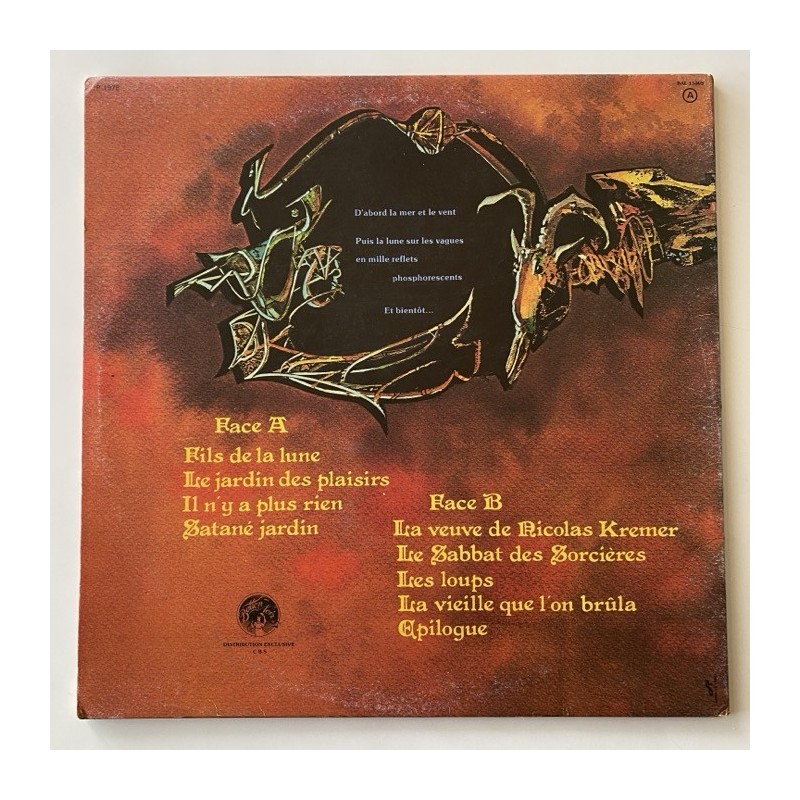 P 1978
A
D'abord la mer et le vent
Puis la lune sur les vagues
en mille reflets
phosphorescents
Et bientôt...
Face A
Fils de la lune
Le jardin des plaisirs
Il n'y a plus rien
Satané jardin
Face B
La veuve de Nicolas Kremer
Le Sabbat des Sorcières
Les loups
La vieille que l'on brûla
Epilogue
DISTRIBUTION EXCLUSIVE
CBS